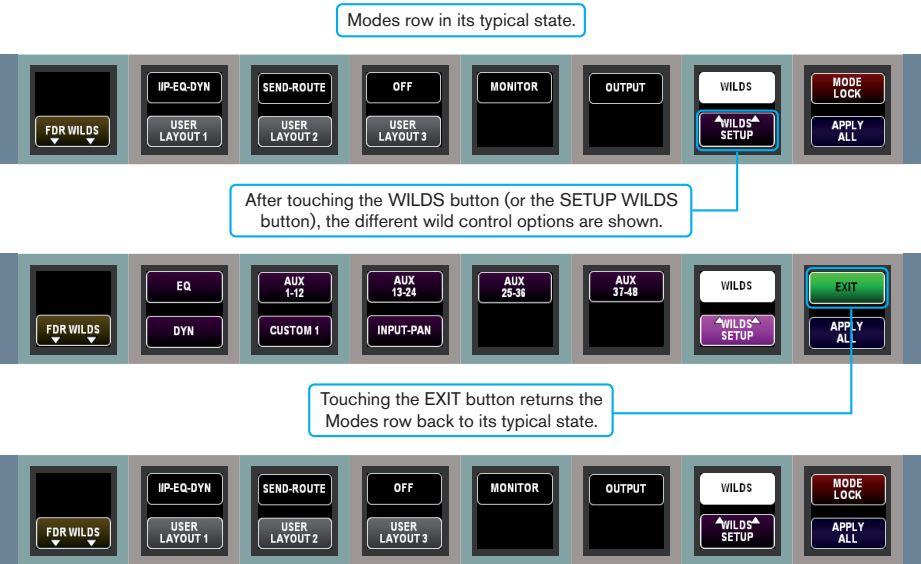 Modes row in its typical state.
I/P-EQ-DYN SEND-ROUTE OFF MONITOR OUTPUT WILDS MODE
LOCK
FDR WILDS USER USER USER WILDS APPLY
LAYOUT 1 LAYOUT 2 LAYOUT 3 SETUP ALL
After touching the WILDS button (or the SETUP WILDS
button), the different wild control options are shown.
EQ AUX AUX AUX AUX WILDS EXIT
1-12 13-24 25-36 37-48
FDR WILDS DYN CUSTOM 1 INPUT-PAN WILDS APPLY
SETUP ALL
Touching the EXIT button returns the
Modes row back to its typical state.
I/P-EQ-DYN SEND-ROUTE OFF MONITOR OUTPUT WILDS MODE
LOCK
FDR WILDS USER USER USER WILDS APPLY
LAYOUT 1 LAYOUT 2 LAYOUT 3 SETUP ALL